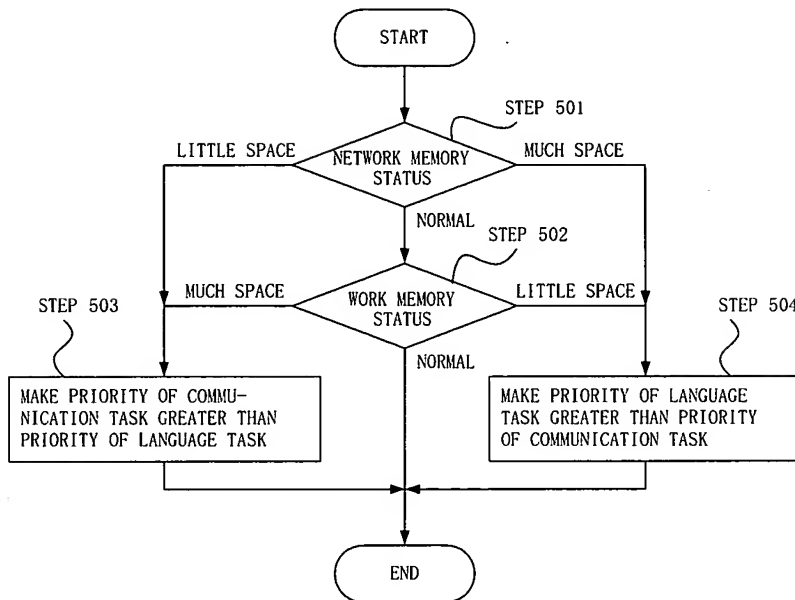 START
STEP 501
LITTLE SPACE
NETWORK MEMORY
STATUS
MUCH SPACE
NORMAL
STEP 502
MUCH SPACE
WORK MEMORY
STATUS
LITTLE SPACE
STEP 503
STEP 504
NORMAL
MAKE PRIORITY OF COMMU-
NICATION TASK GREATER THAN
PRIORITY OF LANGUAGE TASK
MAKE PRIORITY OF LANGUAGE
TASK GREATER THAN PRIORITY
OF COMMUNICATION TASK
END